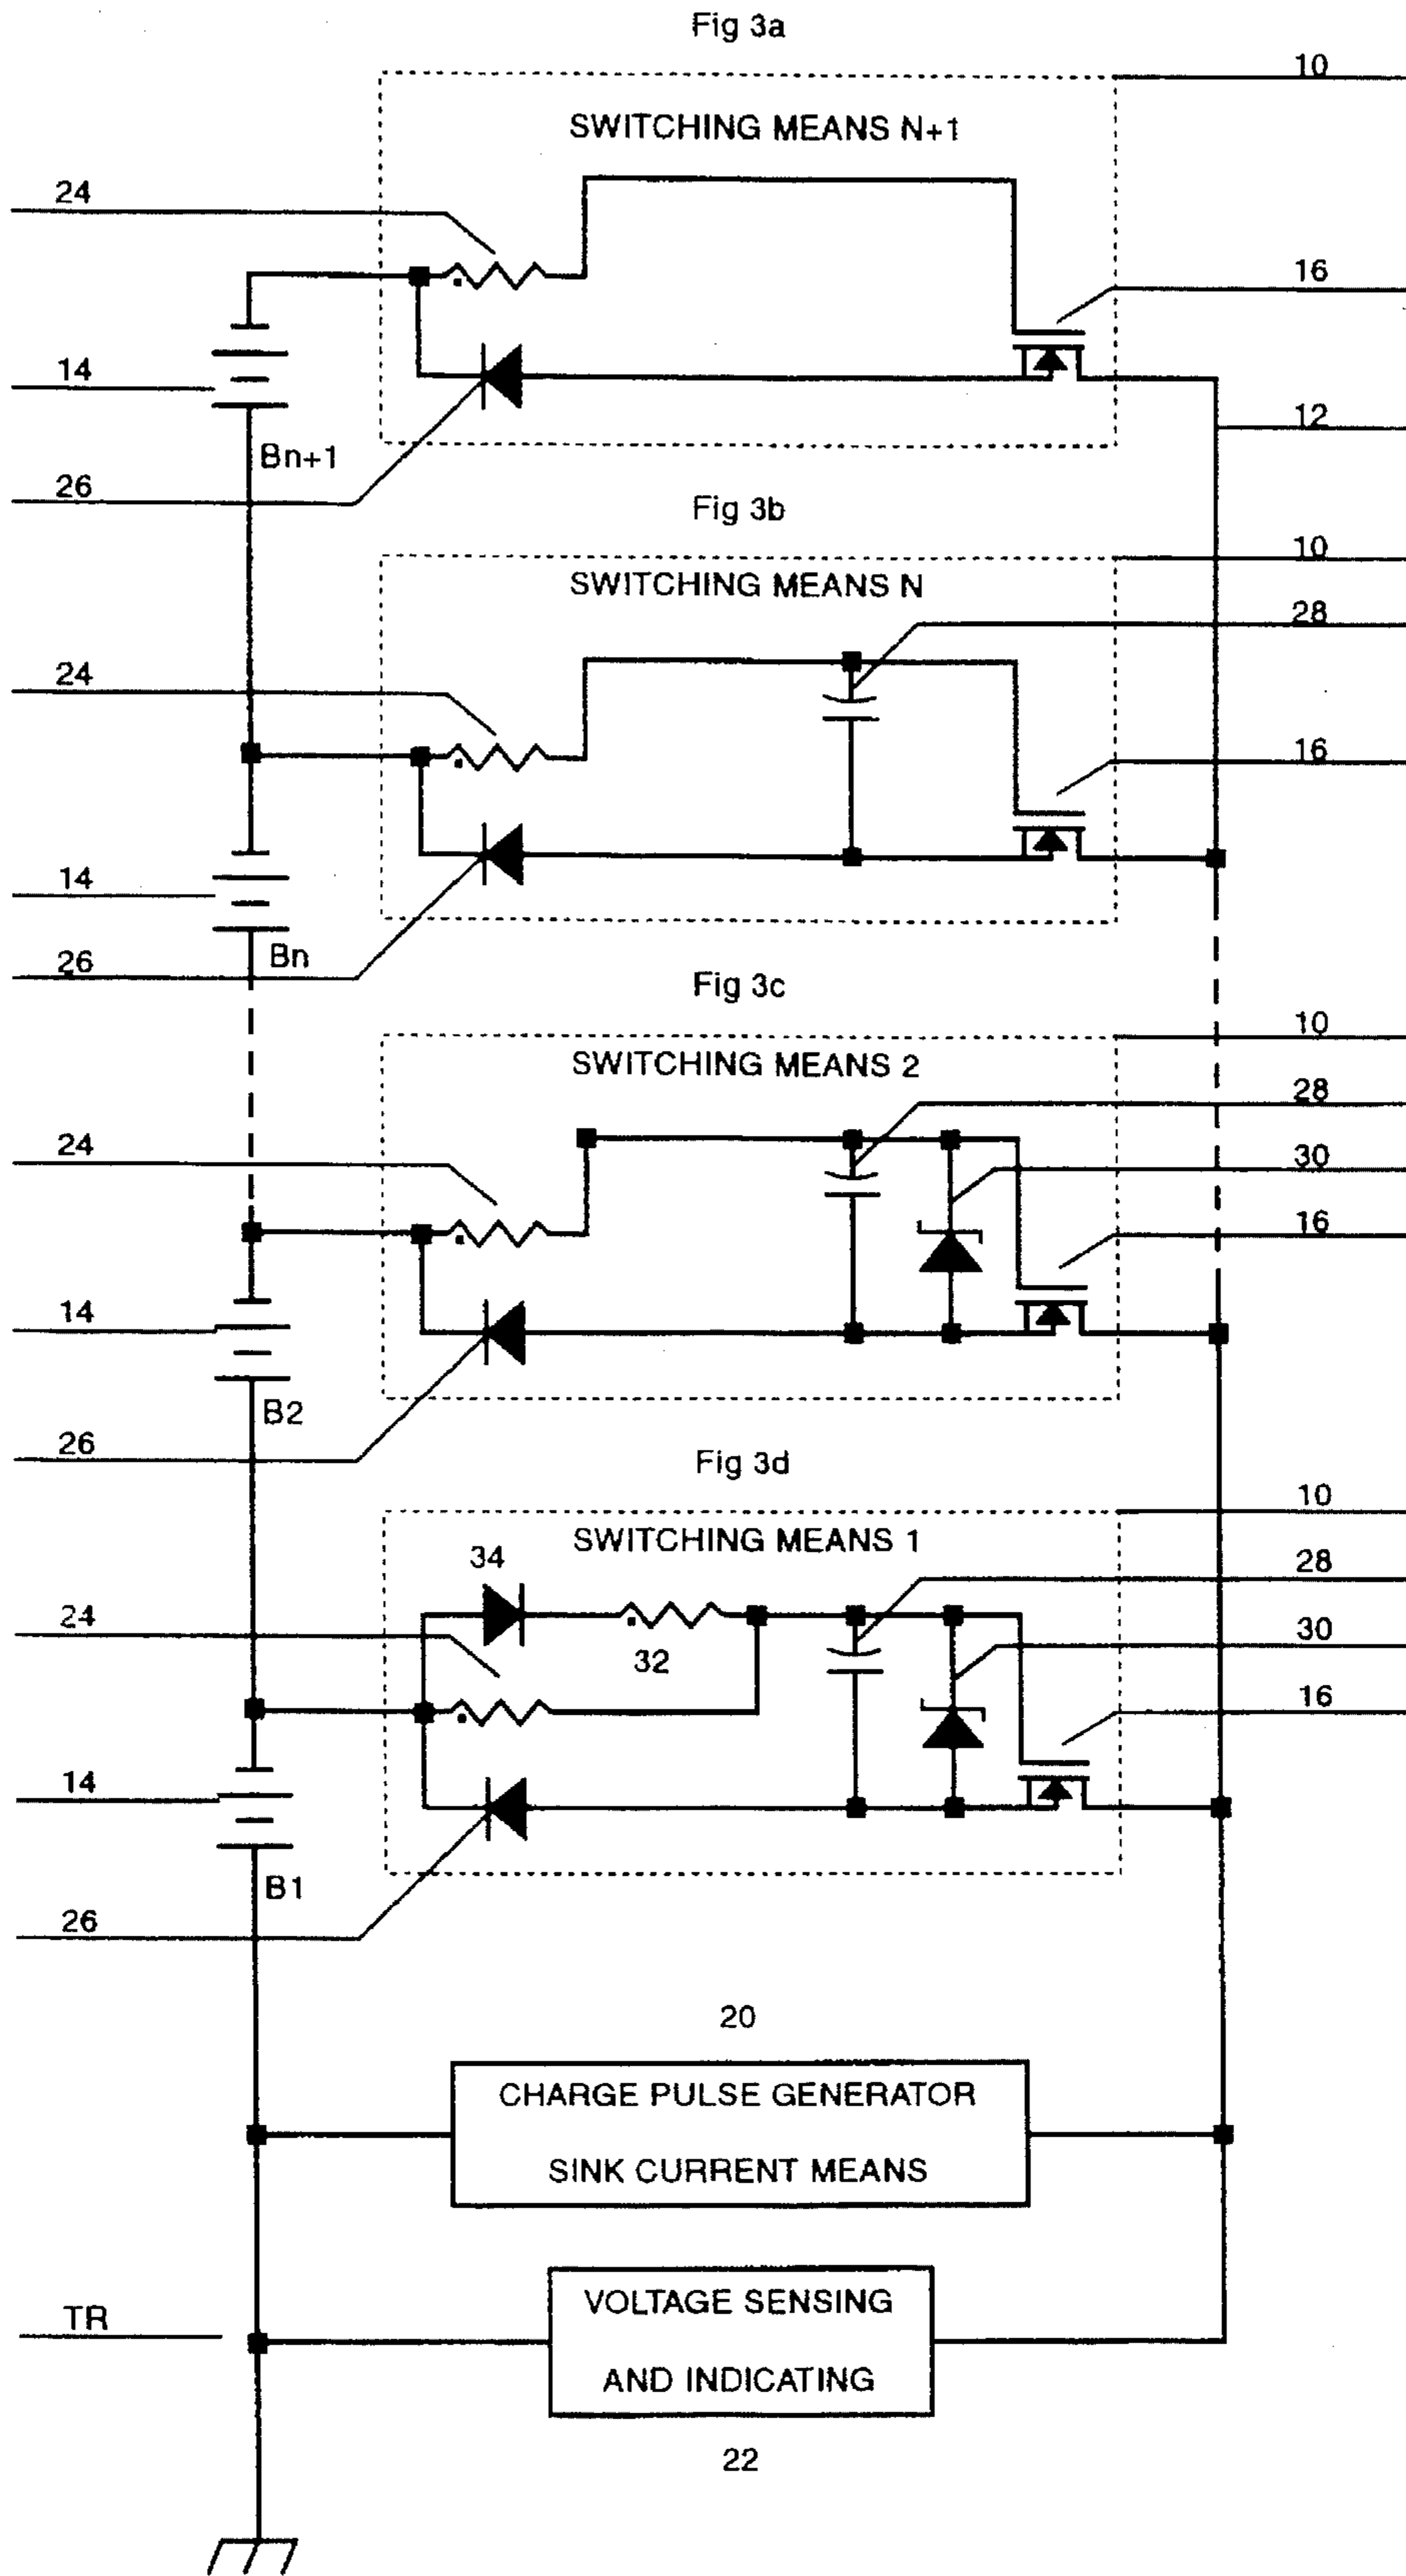 Fig 3a
10
SWITCHING MEANS N+1
24
16
14
12
Bn+1
26
Fig 3b
10
SWITCHING MEANS N
28
24
16
14
Bn
26
Fig 3c
10
SWITCHING MEANS 2
28
24
30
16
14
B2
26
Fig 3d
10
SWITCHING MEANS 1
34
28
24
30
32
16
14
B1
26
20
CHARGE PULSE GENERATOR
SINK CURRENT MEANS
VOLTAGE SENSING
TR
AND INDICATING
22